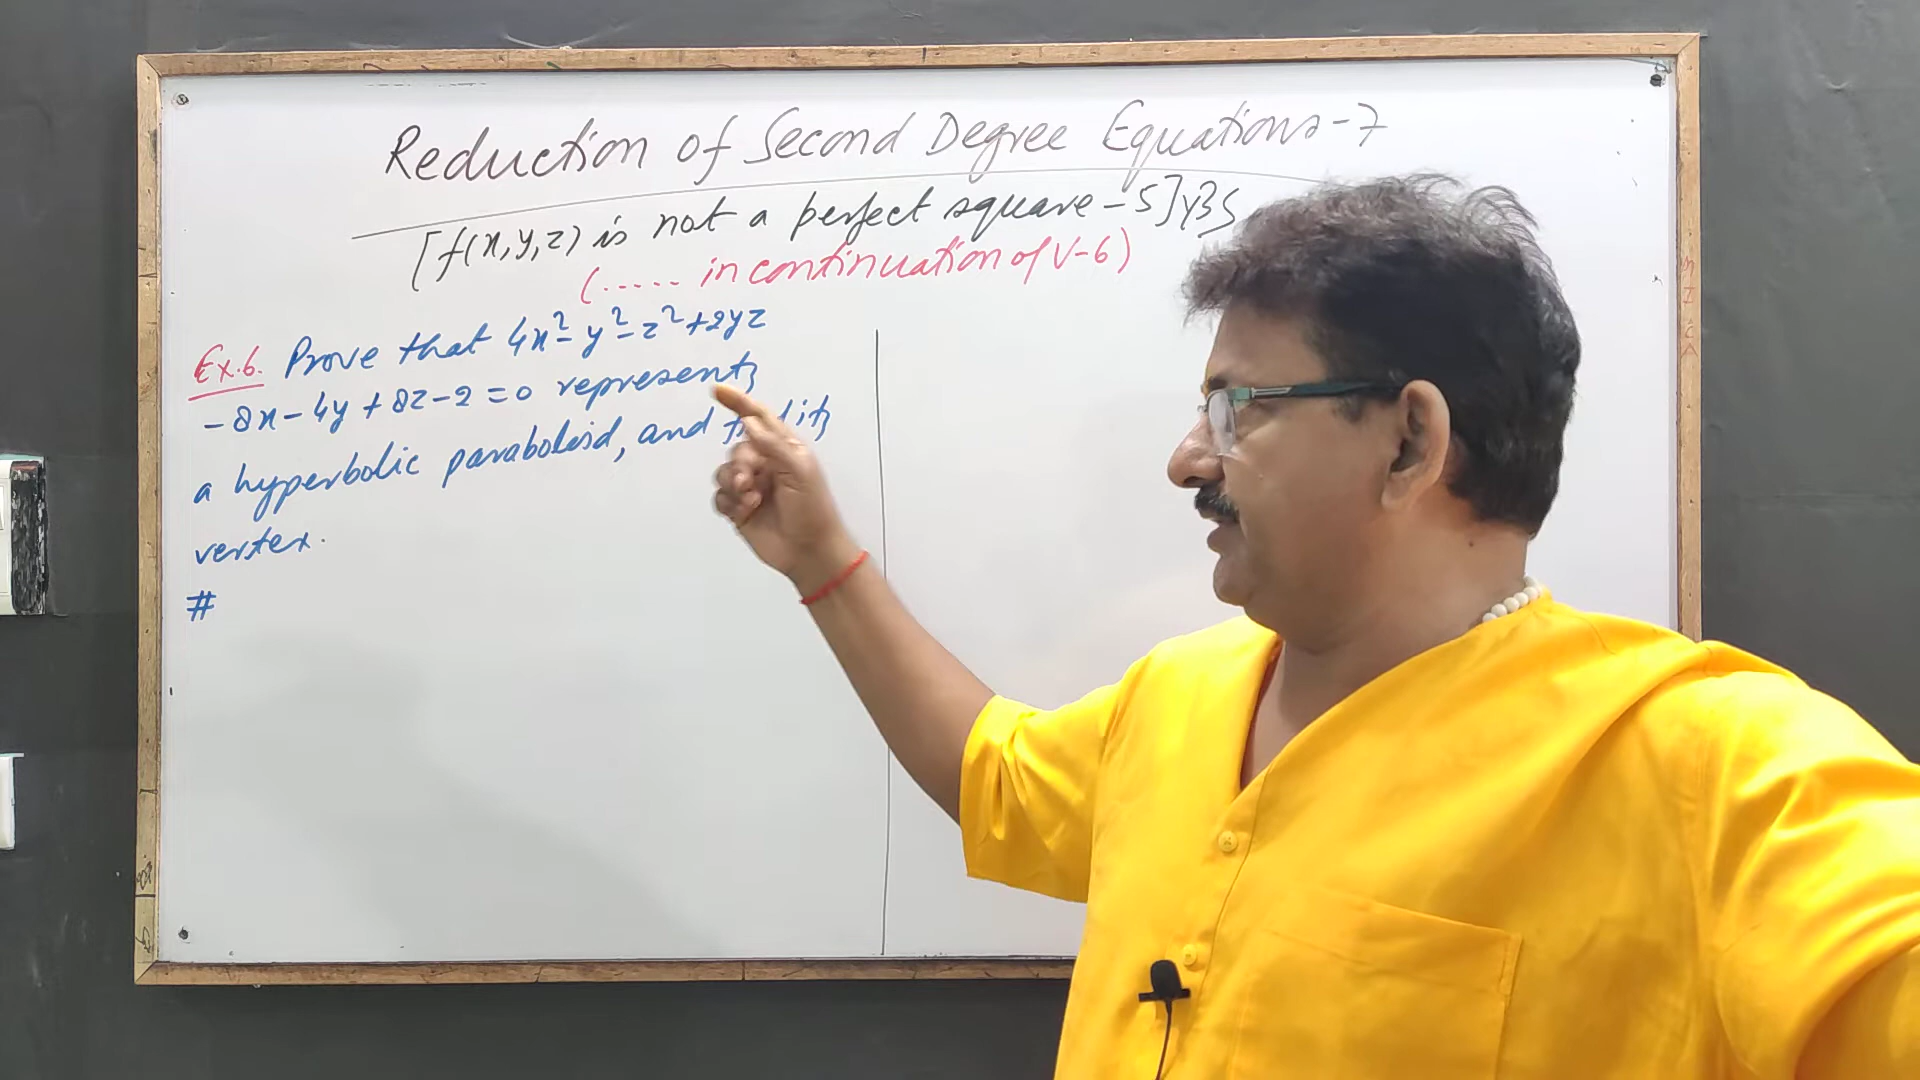 Reduction of Second Degree Equations-7
[f(x,y,z) is not a perfect square-5]y3s
(..... in continuation of V-6)
Ex.6. Prove that 4x²-y²-z²+2yz
-8x-4y+8z-2=0 represents
a hyperbolic paraboloid, and its
vertex.
#